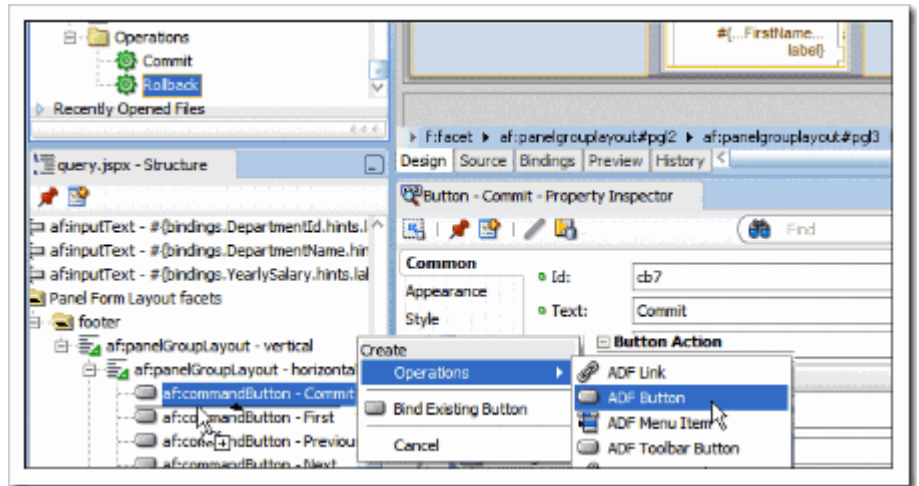 Operations
Commit
Rollback
Recently Opened Files
#{...FirstName...
label}
f:facet af:panelgrouplayout#pgl2 af:panelgrouplayout#pgl3
Design Source Bindings Preview History
query.jspx - Structure
Button - Commit - Property Inspector
Find
af:inputText - #{bindings.DepartmentId.hints.l
af:inputText - #{bindings.DepartmentName.hin
af:inputText - #{bindings.YearlySalary.hints.lal
Panel Form Layout facets
footer
af:panelGroupLayout - vertical
af:panelGroupLayout - horizontal
af:commandButton - Commit
af:commandButton - First
af:commandButton - Previou
af:commandButton - Next
Common
Appearance
Style
Id: cb7
Text: Commit
Button Action
Create
Operations
Bind Existing Button
Cancel
ADF Link
ADF Button
ADF Menu Item
ADF Toolbar Button